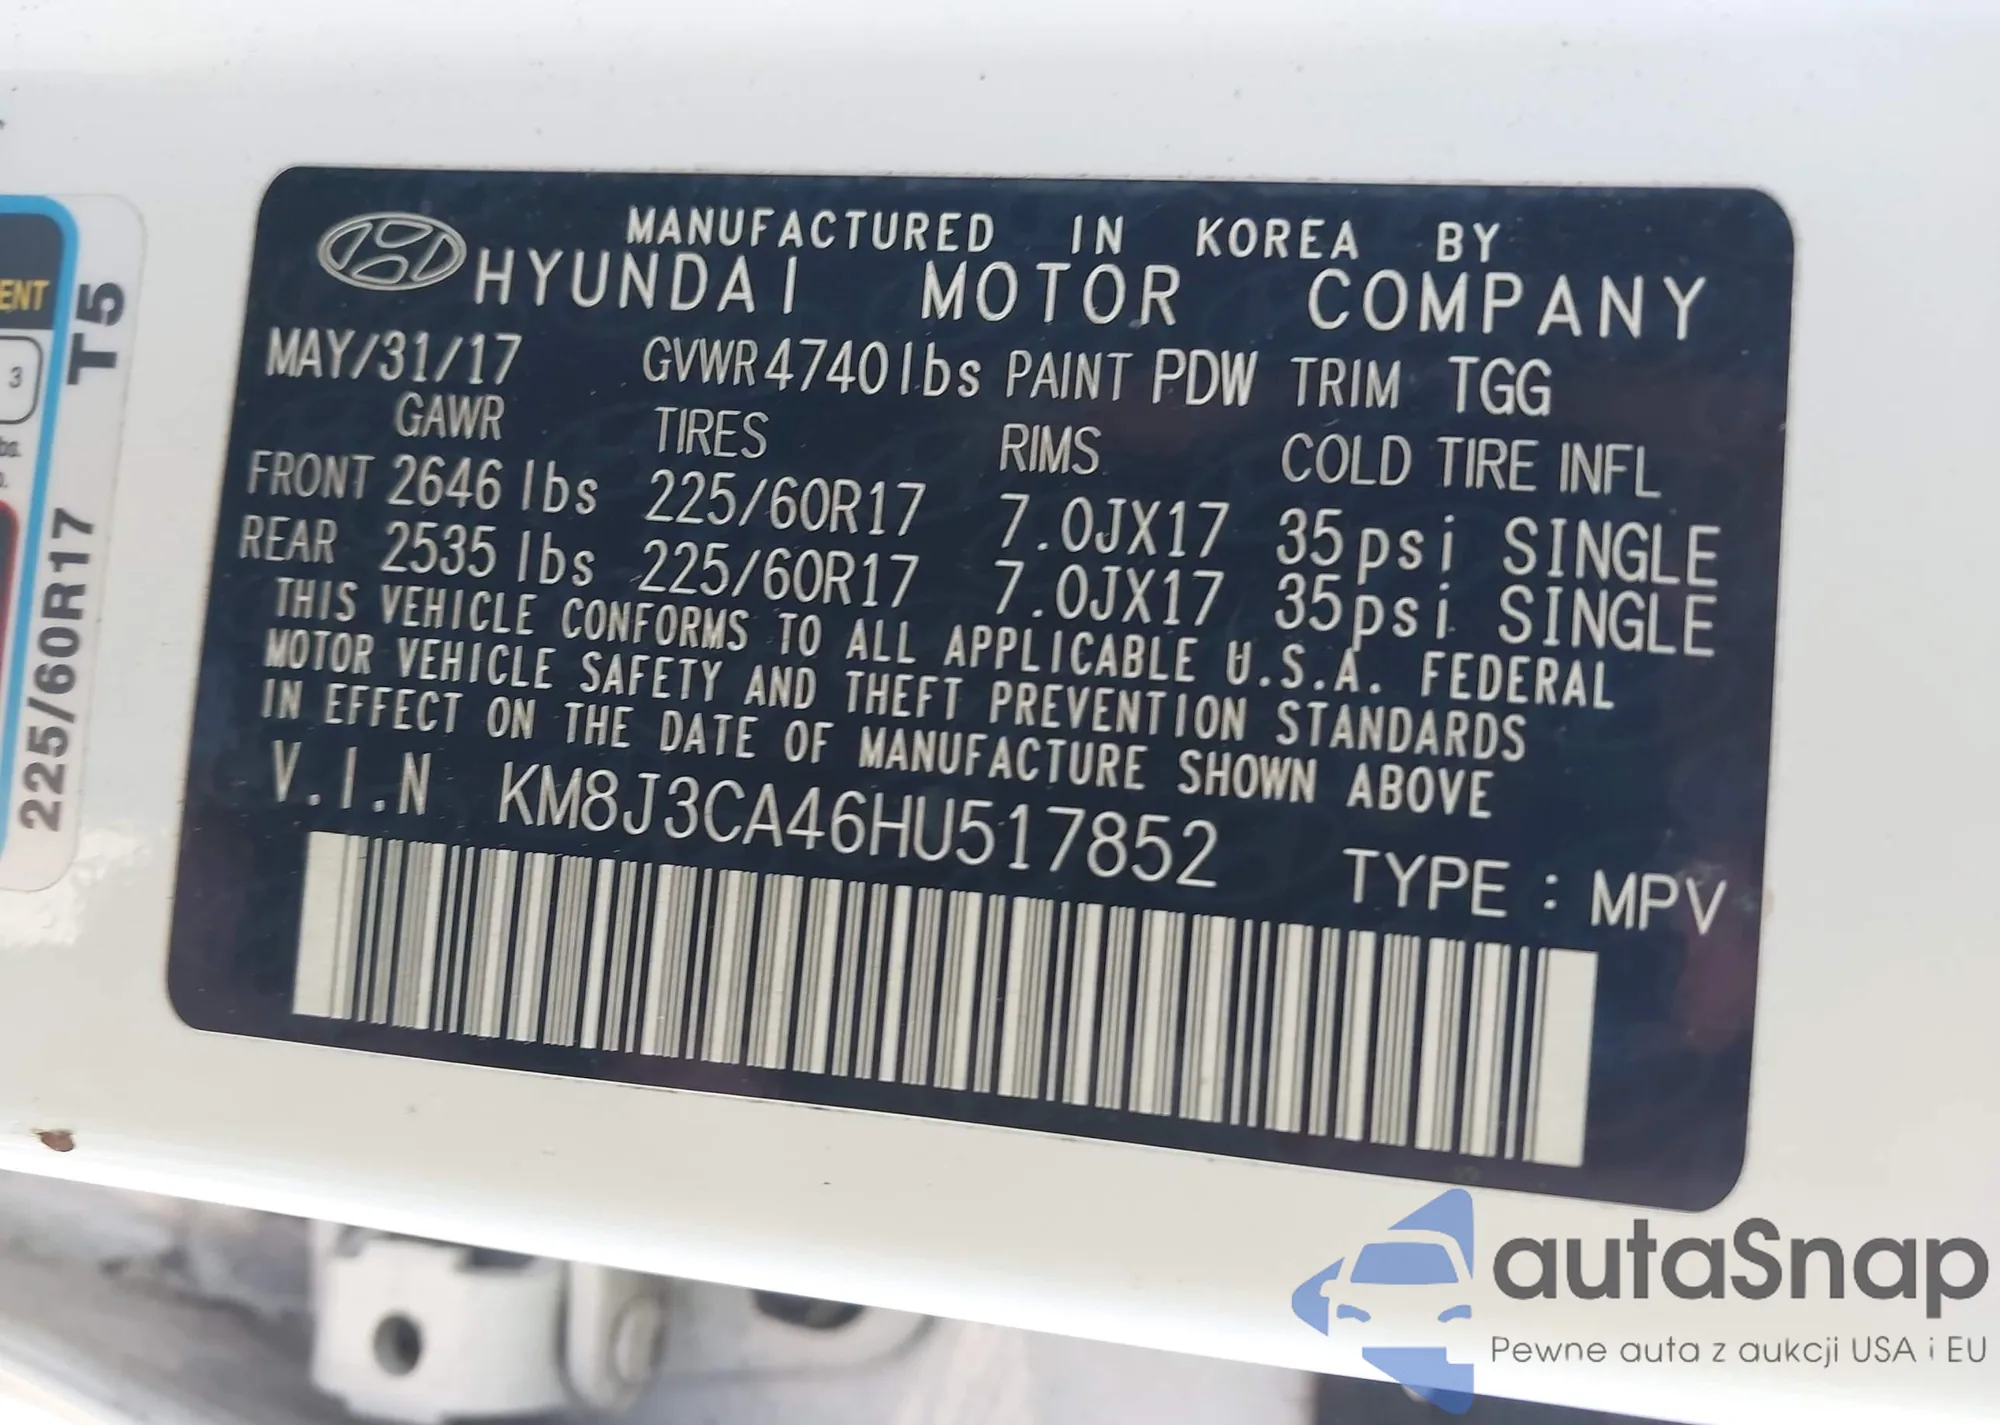 MANUFACTURED IN KOREA BY
HYUNDAI MOTOR COMPANY
MAY/31/17 GVWR 4740lbs PAINT PDW TRIM TGG
GAWR TIRES RIMS COLD TIRE INFL
FRONT 2646 lbs 225/60R17 7.0JX17 35psi SINGLE
REAR 2535 lbs 225/60R17 7.0JX17 35psi SINGLE
THIS VEHICLE CONFORMS TO ALL APPLICABLE U.S.A. FEDERAL
MOTOR VEHICLE SAFETY AND THEFT PREVENTION STANDARDS
IN EFFECT ON THE DATE OF MANUFACTURE SHOWN ABOVE
V.I.N KM8J3CA46HU517852
TYPE : MPV
ENT
3
225/60R17 T5
autaSnap
Pewne auta z aukcji USA i EU